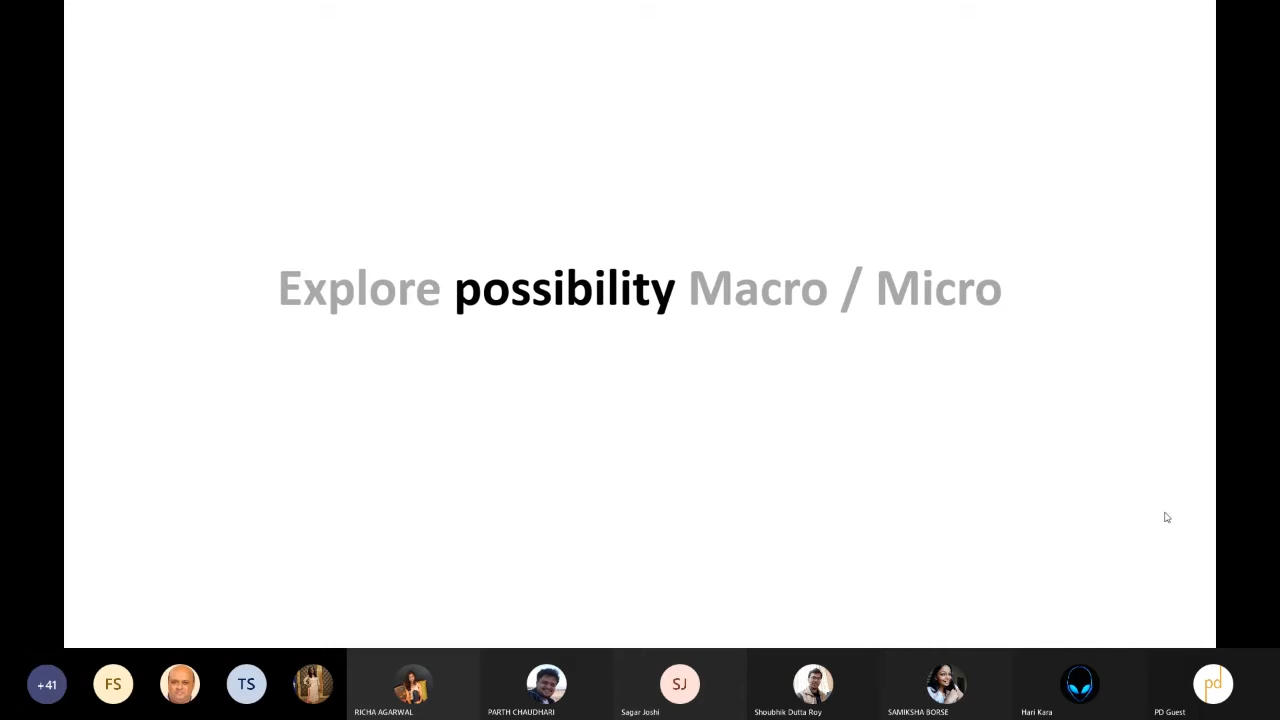 Explore possibility Macro / Micro
+41
FS
TS
SJ
pd
RICHA AGARWAL
PARTH CHAUDHARI
Sagar Joshi
Shoubhik Dutta Roy
SAMIKSHA BORSE
Hari Kara
PD Guest